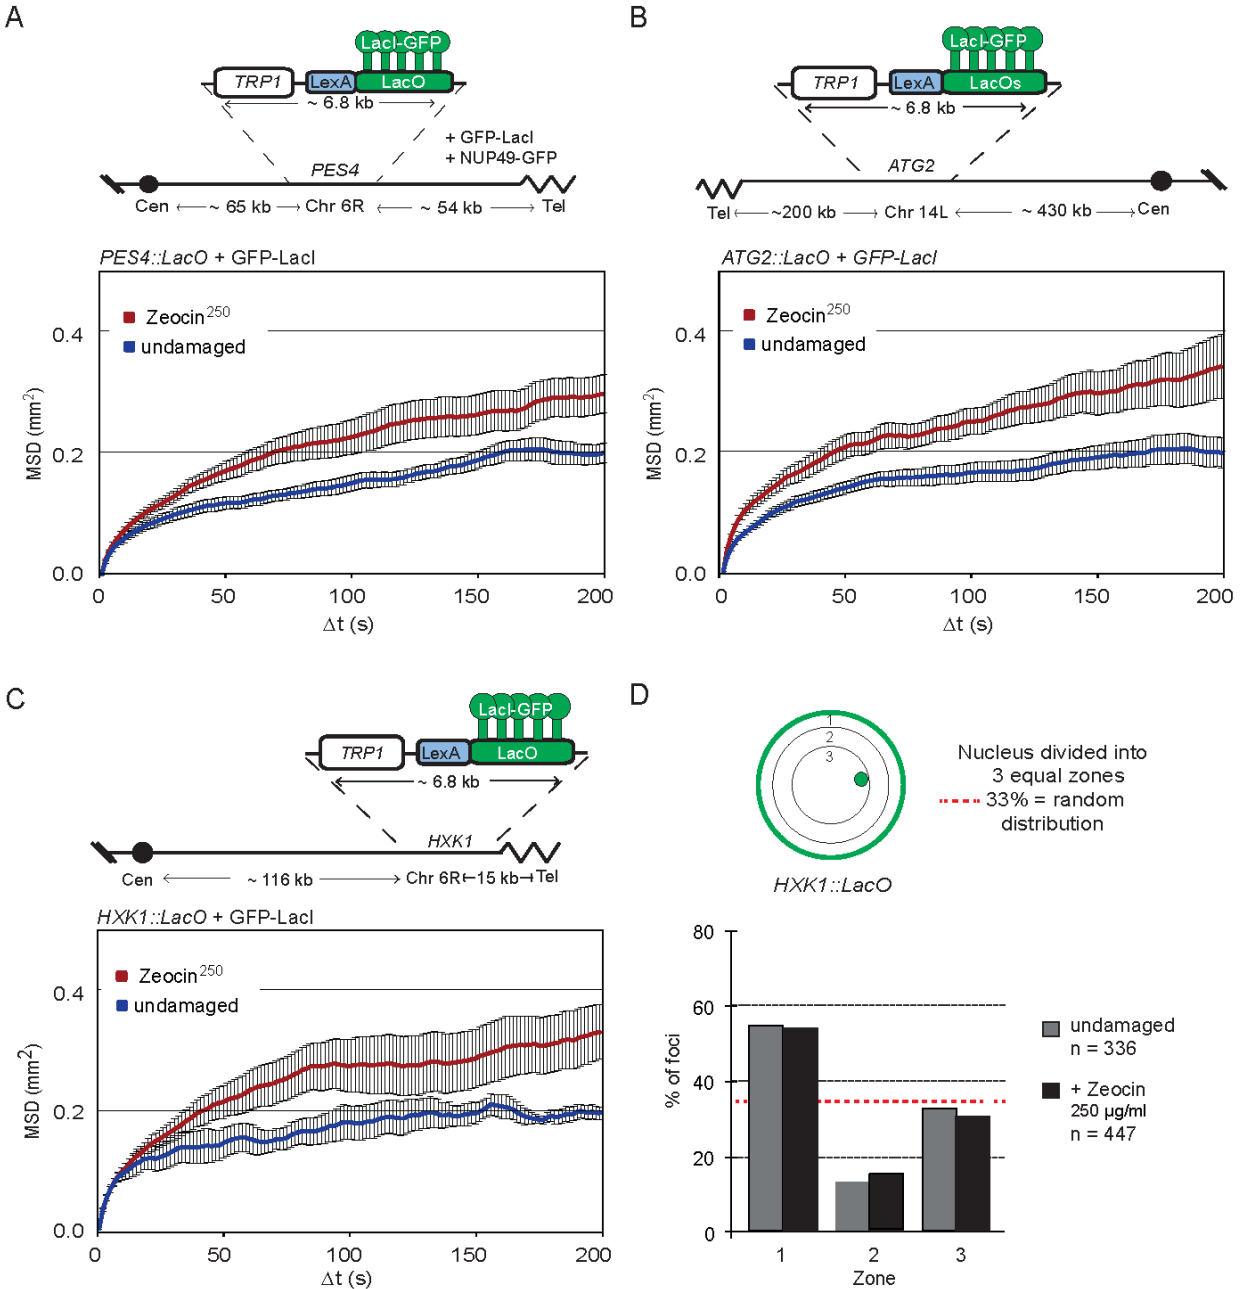 A
LacI-GFP
TRP1
LexA
LacO
~ 6.8 kb
+ GFP-LacI
+ NUP49-GFP
PES4
Cen
~ 65 kb
Chr 6R
~ 54 kb
Tel
PES4::LacO + GFP-LacI
Zeocin250
undamaged
0.4
0.2
0.0
MSD (mm2)
0
50
100
150
200
Δt (s)
B
LacI-GFP
TRP1
LexA
LacOs
~ 6.8 kb
ATG2
Tel
~200 kb
Chr 14L
~ 430 kb
Cen
ATG2::LacO + GFP-LacI
Zeocin250
undamaged
0.4
0.2
0.0
MSD (mm2)
0
50
100
150
200
Δt (s)
C
LacI-GFP
TRP1
LexA
LacO
~ 6.8 kb
HXK1
Cen
~ 116 kb
Chr 6R
15 kb
Tel
HXK1::LacO + GFP-LacI
Zeocin250
undamaged
0.4
0.2
0.0
MSD (mm2)
0
50
100
150
200
Δt (s)
D
1
2
3
Nucleus divided into
3 equal zones
33% = random
distribution
HXK1::LacO
80
60
40
20
0
% of foci
1
2
3
Zone
undamaged
n = 336
+ Zeocin
250 µg/ml
n = 447